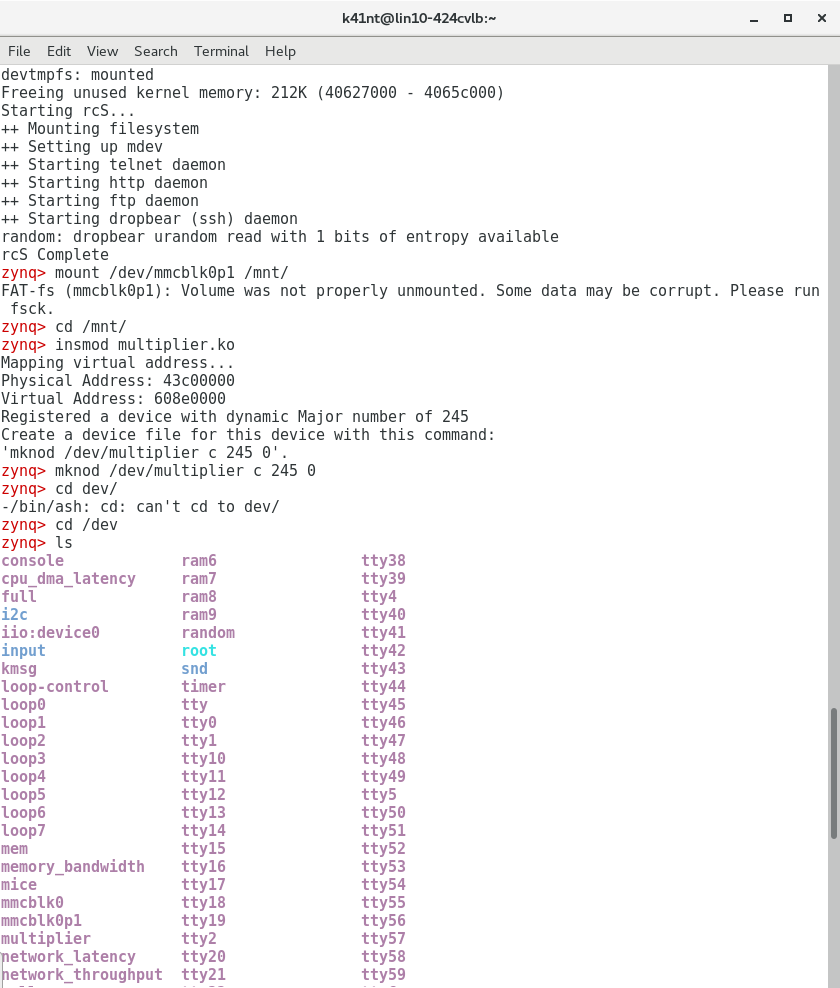 k41nt@lin10-424cvlb:~
File Edit View Search Terminal Help
devtmpfs: mounted
Freeing unused kernel memory: 212K (40627000 - 4065c000)
Starting rcS...
++ Mounting filesystem
++ Setting up mdev
++ Starting telnet daemon
++ Starting http daemon
++ Starting ftp daemon
++ Starting dropbear (ssh) daemon
random: dropbear urandom read with 1 bits of entropy available
rcS Complete
zynq> mount /dev/mmcblk0p1 /mnt/
FAT-fs (mmcblk0p1): Volume was not properly unmounted. Some data may be corrupt. Please run
 fsck.
zynq> cd /mnt/
zynq> insmod multiplier.ko
Mapping virtual address...
Physical Address: 43c00000
Virtual Address: 608e0000
Registered a device with dynamic Major number of 245
Create a device file for this device with this command:
'mknod /dev/multiplier c 245 0'.
zynq> mknod /dev/multiplier c 245 0
zynq> cd dev/
-/bin/ash: cd: can't cd to dev/
zynq> cd /dev
zynq> ls
console ram6 tty38
cpu_dma_latency ram7 tty39
full ram8 tty4
i2c ram9 tty40
iio:device0 random tty41
input root tty42
kmsg snd tty43
loop-control timer tty44
loop0 tty tty45
loop1 tty0 tty46
loop2 tty1 tty47
loop3 tty10 tty48
loop4 tty11 tty49
loop5 tty12 tty5
loop6 tty13 tty50
loop7 tty14 tty51
mem tty15 tty52
memory_bandwidth tty16 tty53
mice tty17 tty54
mmcblk0 tty18 tty55
mmcblk0p1 tty19 tty56
multiplier tty2 tty57
network_latency tty20 tty58
network_throughput tty21 tty59